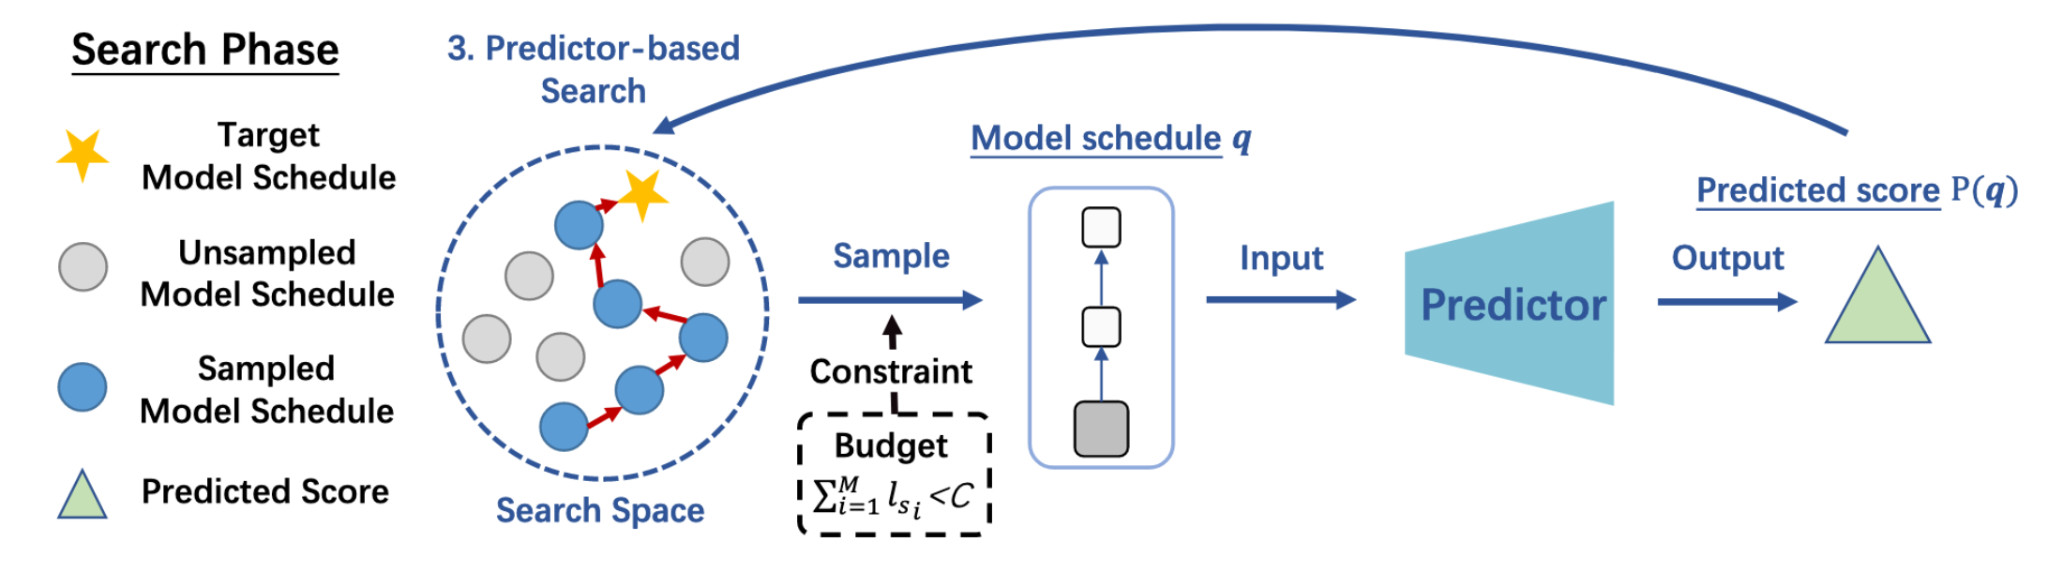 Search Phase
Target
Model Schedule
Unsampled
Model Schedule
Sampled
Model Schedule
Predicted Score
3. Predictor-based
Search
Search Space
Sample
Constraint
Budget
∑_{i=1}^{M} l_{s_i} <C
Model schedule q
Input
Predictor
Output
Predicted score P(q)